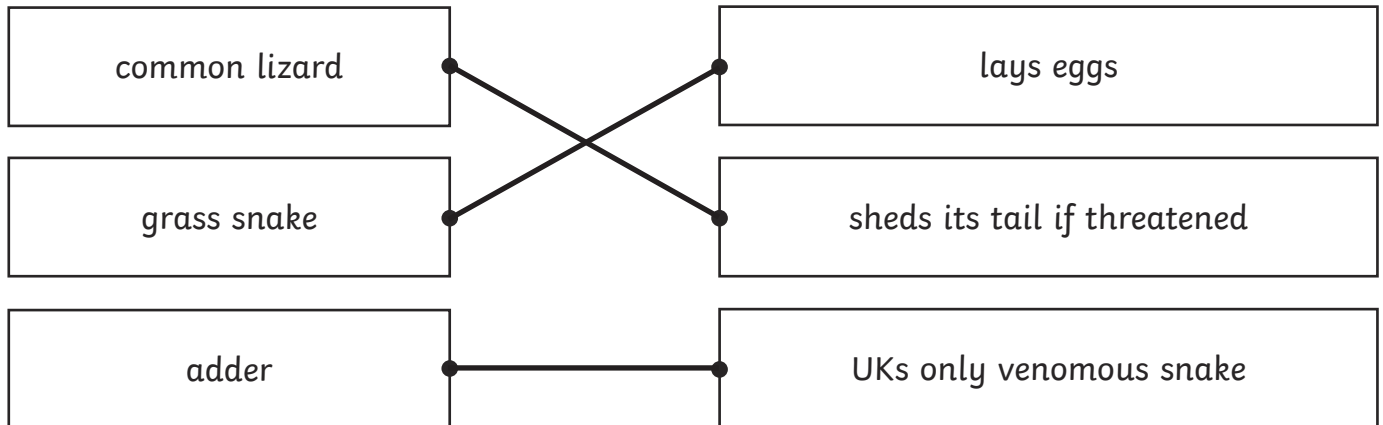 common lizard
lays eggs
grass snake
sheds its tail if threatened
adder
UKs only venomous snake